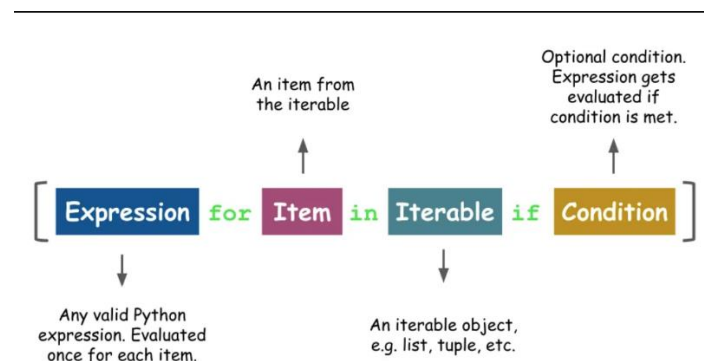 Optional condition.
Expression gets
evaluated if
condition is met.
An item from
the iterable
[ Expression for Item in Iterable if Condition ]
Any valid Python
expression. Evaluated
once for each item.
An iterable object,
e.g. list, tuple, etc.